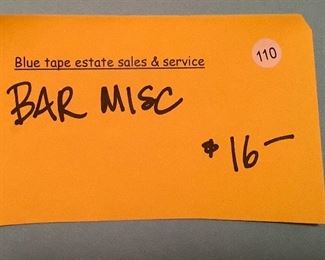 110
Blue tape estate sales & service
BAR MISC
$16—